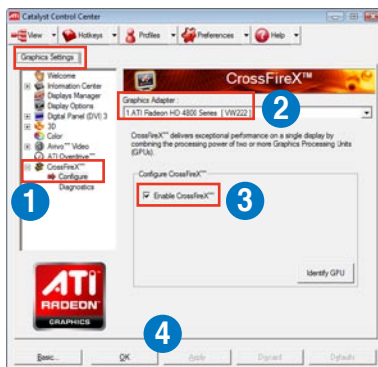 Catalyst Control Center
View Hotkeys Profiles Preferences Help
Graphics Settings
Welcome
Information Center
Displays Manager
Display Options
Digital Panel (DVI) 3
3D
Color
Avivo™ Video
ATI Overdrive™
CrossFireX™
Configure
Diagnostics
1
CrossFireX™
Graphics Adapter :
1.ATI Radeon HD 4800 Series [ VW222 ]
2
CrossFireX™ delivers exceptional performance on a single display by
combining the processing power of two or more Graphics Processing Units
(GPUs).
Configure CrossFireX™
Enable CrossFireX™
3
Identify GPU
ATI
RADEON
GRAPHICS
4
Basic...
OK
Apply
Discard
Defaults